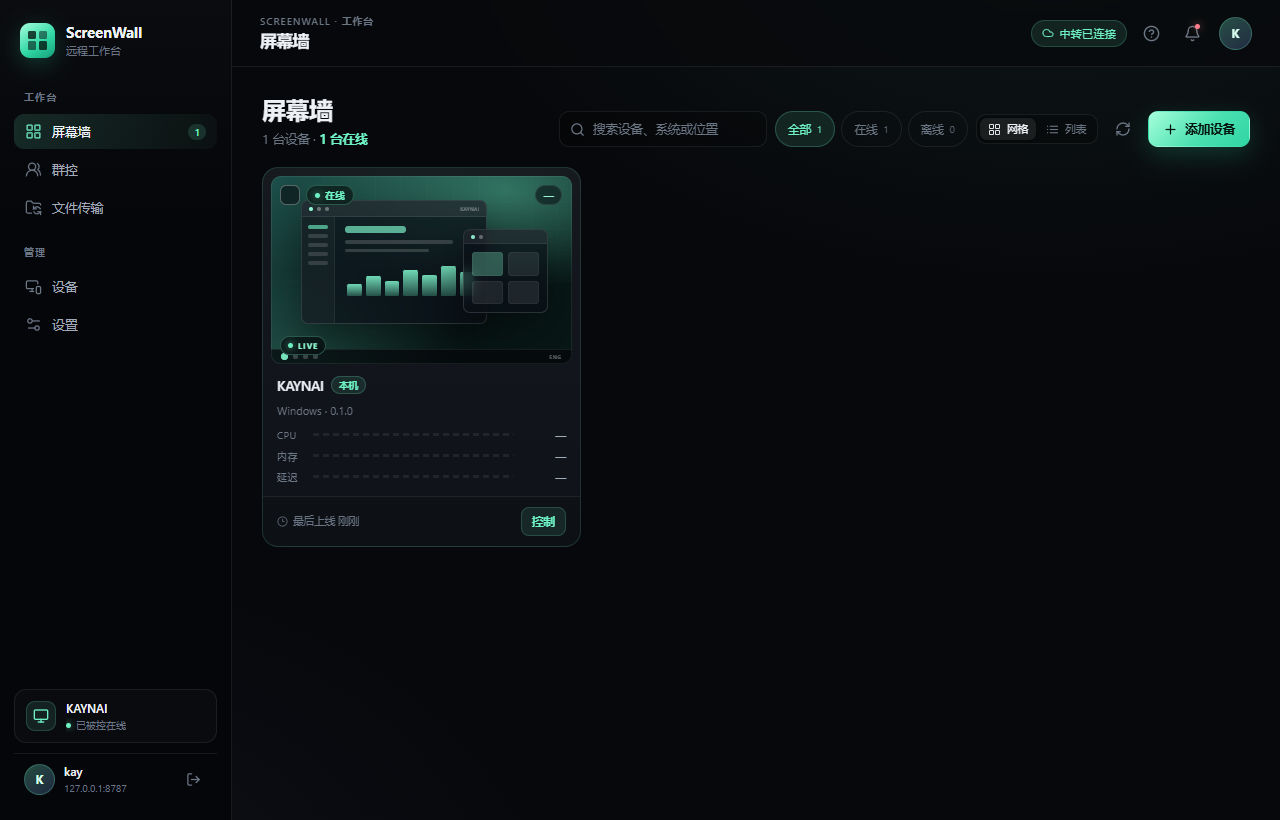 ScreenWall
远程工作台
工作台
屏幕墙 1
群控
文件传输
管理
设备
设置
KAYNAI
已被控在线
K
kay
127.0.0.1:8787
SCREENWALL · 工作台
屏幕墙
中转已连接
K
屏幕墙
1 台设备 · 1 台在线
搜索设备、系统或位置
全部 1
在线 1
离线 0
网格
列表
添加设备
在线
—
KAYNAI
LIVE
ENG
KAYNAI 本机
Windows · 0.1.0
CPU —
内存 —
延迟 —
最后上线 刚刚
控制